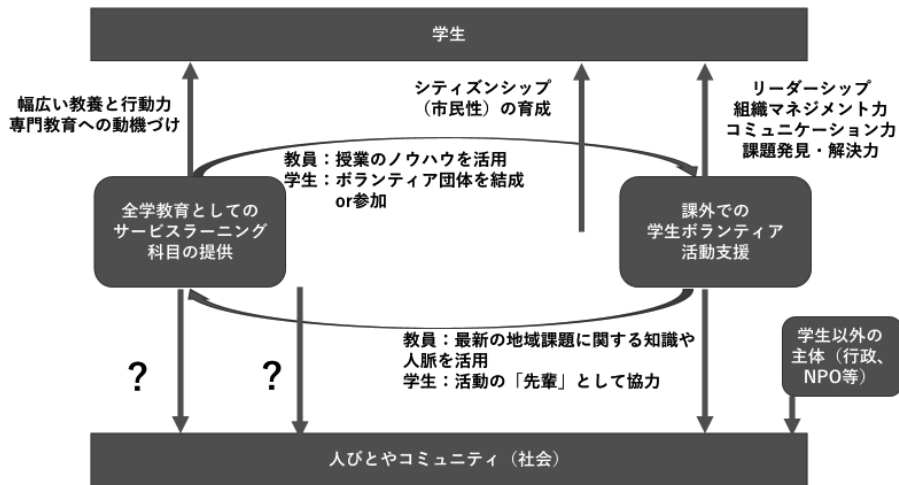 学生
幅広い教養と行動力
専門教育への動機づけ
シティズンシップ
（市民性）の育成
リーダーシップ
組織マネジメント力
コミュニケーション力
課題発見・解決力
教員：授業のノウハウを活用
学生：ボランティア団体を結成
or参加
全学教育としての
サービスラーニング
科目の提供
課外での
学生ボランティア
活動支援
教員：最新の地域課題に関する知識や
人脈を活用
学生：活動の「先輩」として協力
学生以外の
主体（行政、
NPO等）
?
?
人びとやコミュニティ（社会）